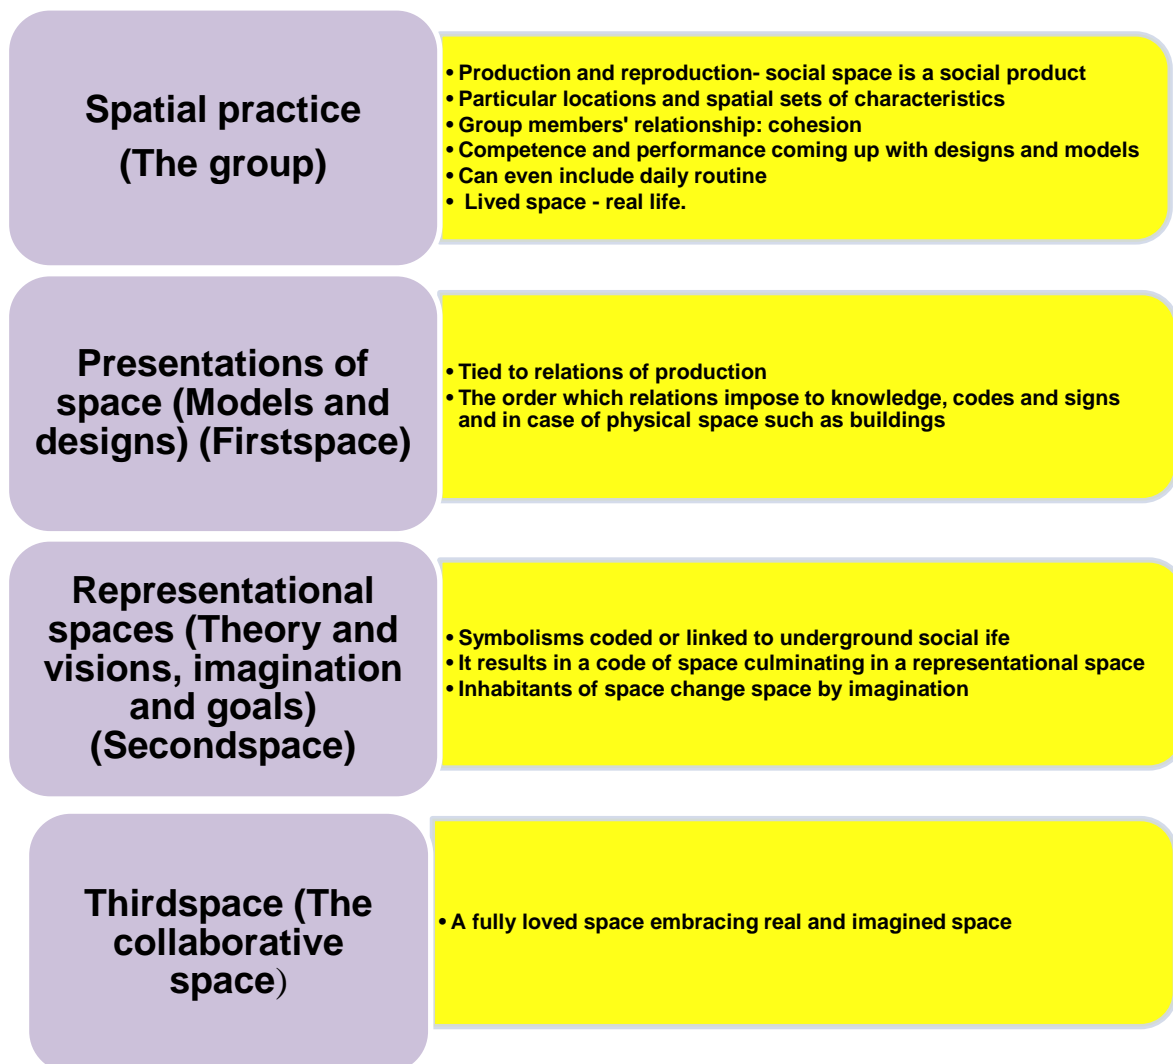 Spatial practice
(The group)
• Production and reproduction- social space is a social product
• Particular locations and spatial sets of characteristics
• Group members' relationship: cohesion
• Competence and performance coming up with designs and models
• Can even include daily routine
• Lived space - real life.
Presentations of
space (Models and
designs) (Firstspace)
• Tied to relations of production
• The order which relations impose to knowledge, codes and signs
and in case of physical space such as buildings
Representational
spaces (Theory and
visions, imagination
and goals)
(Secondspace)
• Symbolisms coded or linked to underground social ife
• It results in a code of space culminating in a representational space
• Inhabitants of space change space by imagination
Thirdspace (The
collaborative
space)
• A fully loved space embracing real and imagined space